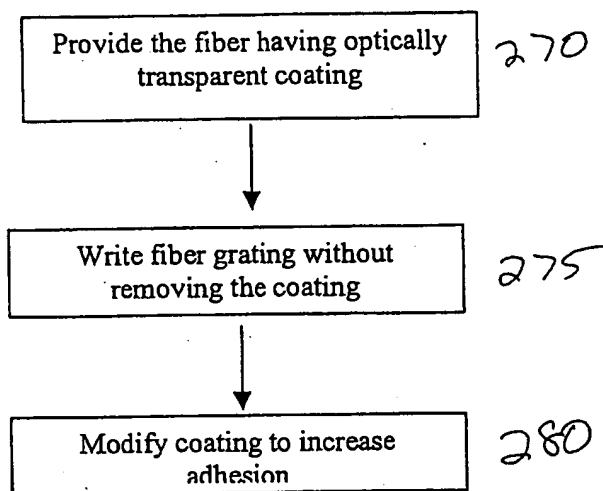 Provide the fiber having optically
transparent coating
270
Write fiber grating without
removing the coating
275
Modify coating to increase
adhesion
280